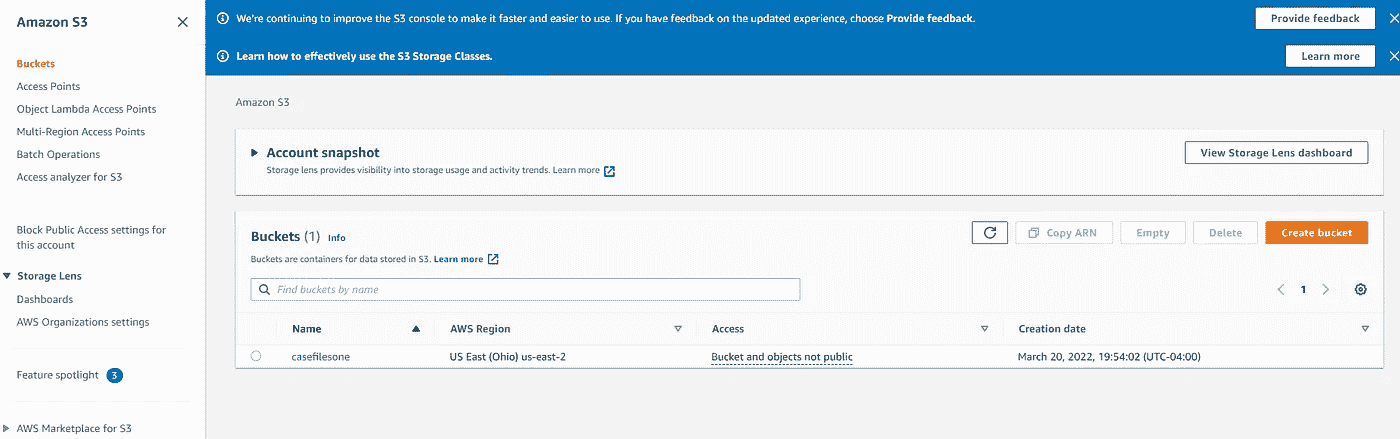 Amazon S3
Buckets
Access Points
Object Lambda Access Points
Multi-Region Access Points
Batch Operations
Access analyzer for S3
Block Public Access settings for
this account
Storage Lens
Dashboards
AWS Organizations settings
Feature spotlight 3
AWS Marketplace for S3
We're continuing to improve the S3 console to make it faster and easier to use. If you have feedback on the updated experience, choose Provide feedback.
Provide feedback
Learn how to effectively use the S3 Storage Classes.
Learn more
Amazon S3
Account snapshot
View Storage Lens dashboard
Storage lens provides visibility into storage usage and activity trends. Learn more
Buckets (1) Info
Copy ARN Empty Delete Create bucket
Buckets are containers for data stored in S3. Learn more
Find buckets by name
1
Name AWS Region Access Creation date
casefilesone US East (Ohio) us-east-2 Bucket and objects not public March 20, 2022, 19:54:02 (UTC-04:00)